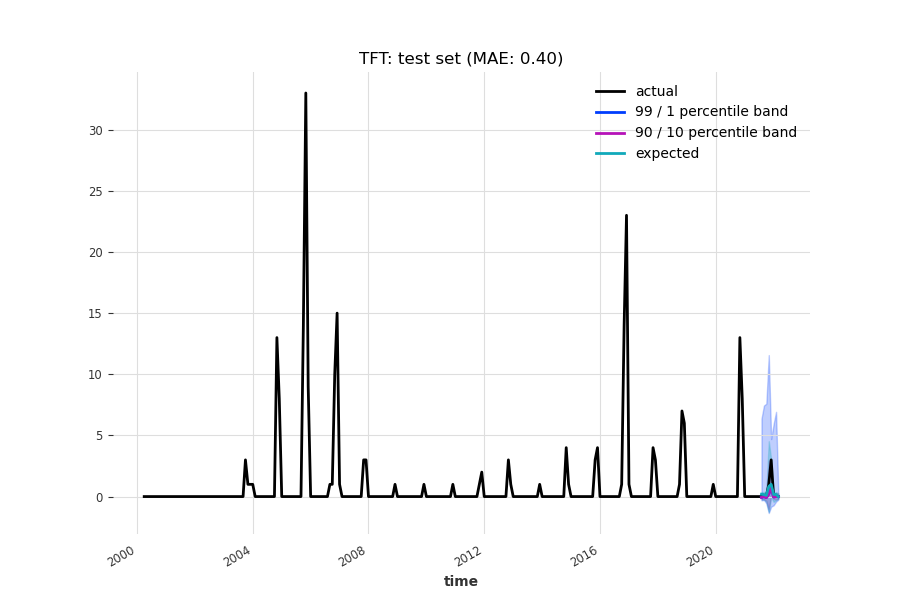 TFT: test set (MAE: 0.40)
actual
99 / 1 percentile band
90 / 10 percentile band
expected
30
25
20
15
10
5
0
2000
2004
2008
2012
2016
2020
time